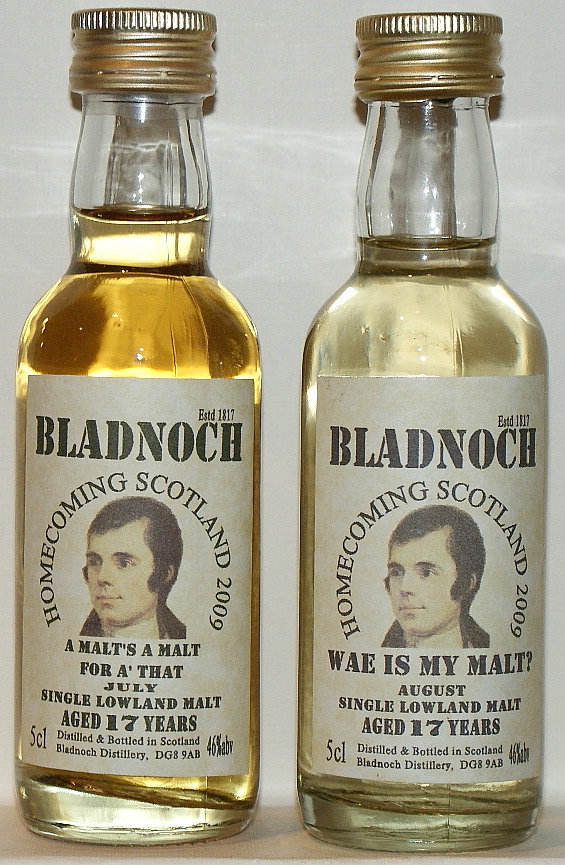 Estd 1817
BLADNOCH
HOMECOMING SCOTLAND 2009
A MALT'S A MALT
FOR A' THAT
JULY
SINGLE LOWLAND MALT
AGED 17 YEARS
5cl
Distilled & Bottled in Scotland
Bladnoch Distillery, DG8 9AB
46%abv
Estd 1817
BLADNOCH
HOMECOMING SCOTLAND 2009
WAE IS MY MALT?
AUGUST
SINGLE LOWLAND MALT
AGED 17 YEARS
5cl
Distilled & Bottled in Scotland
Bladnoch Distillery, DG8 9AB
46%abv